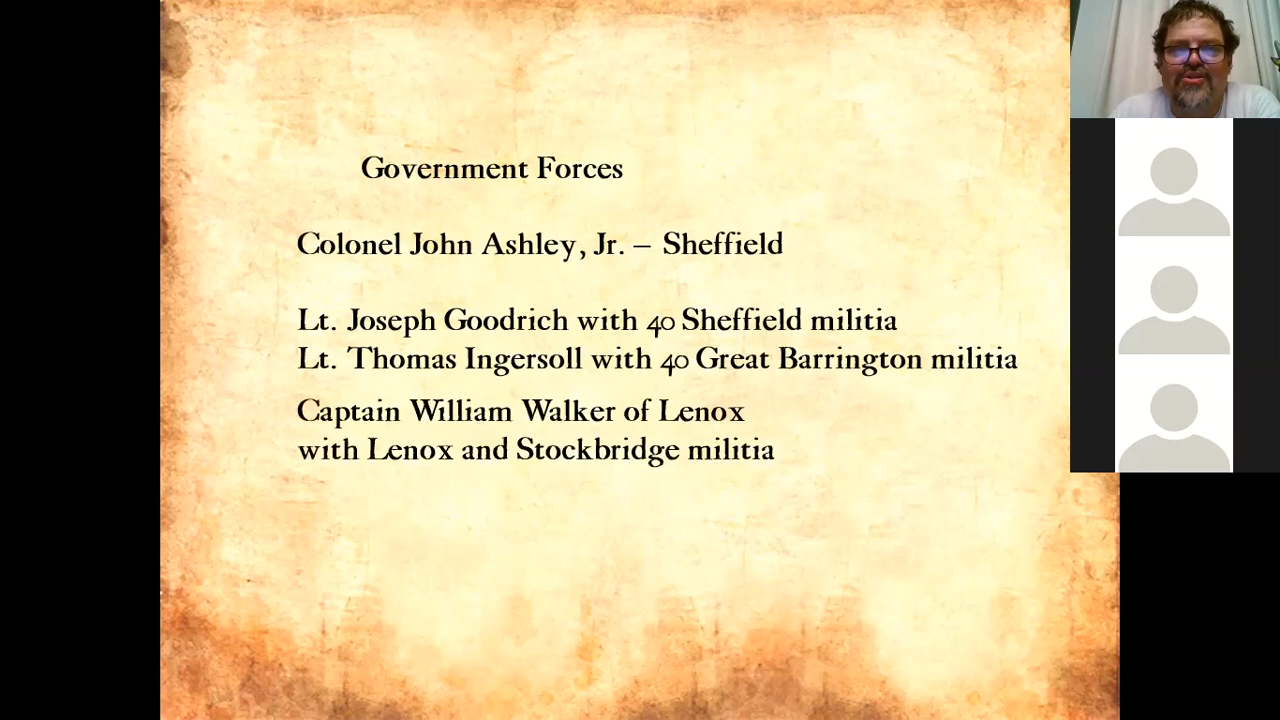 Government Forces
Colonel John Ashley, Jr. – Sheffield
Lt. Joseph Goodrich with 40 Sheffield militia
Lt. Thomas Ingersoll with 40 Great Barrington militia
Captain William Walker of Lenox
with Lenox and Stockbridge militia